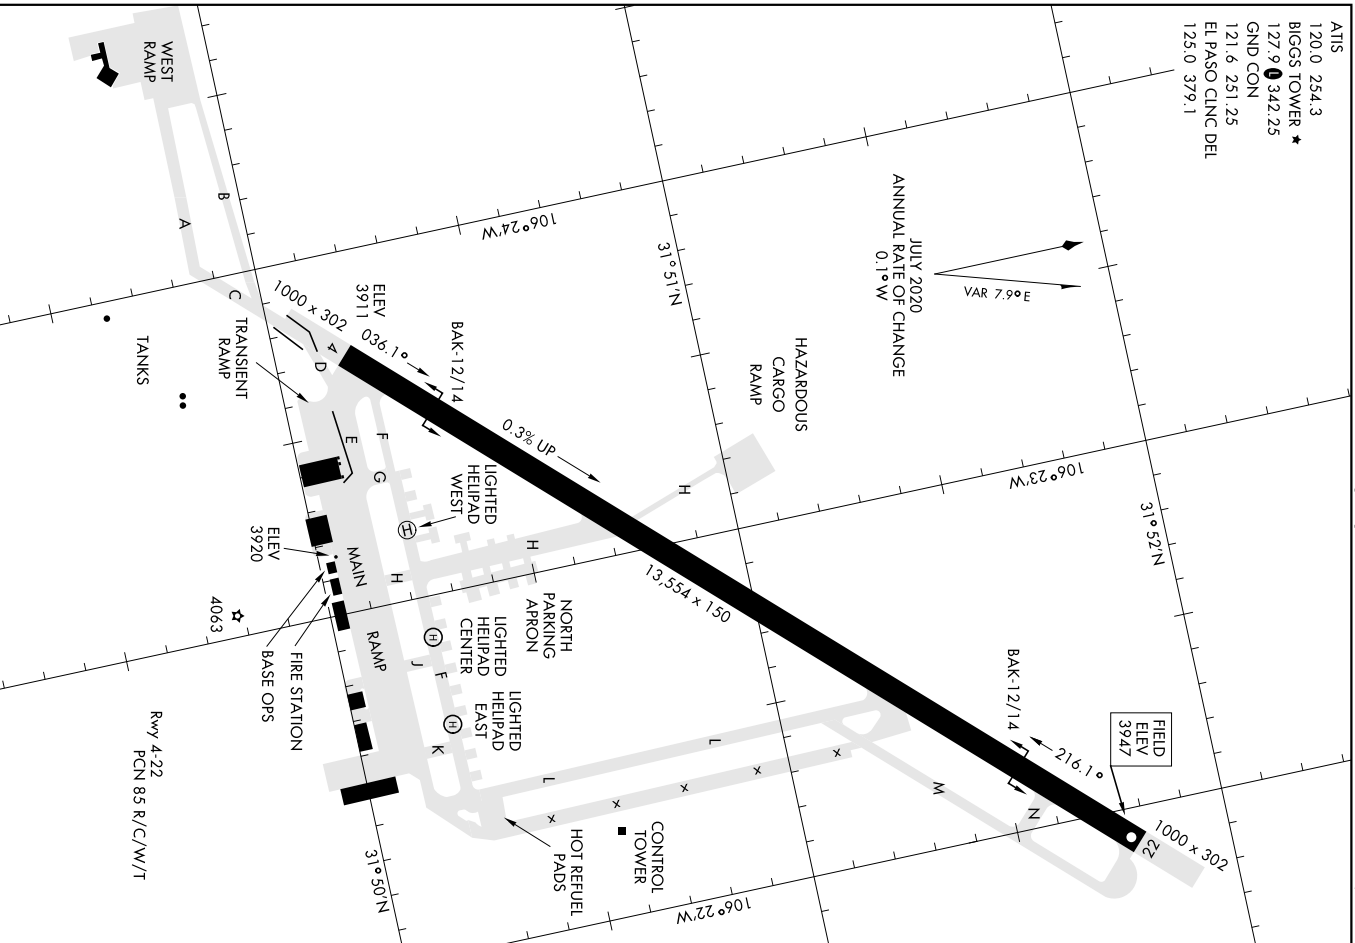 ATIS
120.0 254.3
BIGGS TOWER ★
127.9 Ⓛ 342.25
GND CON
121.6 251.25
EL PASO CLNC DEL
125.0 379.1
JULY 2020
ANNUAL RATE OF CHANGE
0.1° W
VAR 7.9° E
WEST
RAMP
B
A
C
106°24'W
31°51'N
HAZARDOUS
CARGO
RAMP
106°23'W
31°52'N
1000 x 302
ELEV
3911
036.1°
4
D
BAK-12/14
0.3% UP
TRANSIENT
RAMP
TANKS
E
F
G
LIGHTED
HELIPAD
WEST
H
H
H
H
13,554 x 150
ELEV
3920
MAIN
RAMP
NORTH
PARKING
APRON
LIGHTED
HELIPAD
CENTER
H
J
F
LIGHTED
HELIPAD
EAST
H
K
4063
FIRE STATION
BASE OPS
BAK-12/14
FIELD
ELEV
3947
216.1°
22
1000 x 302
L
L
M
N
x
x
x
x
x
CONTROL
TOWER
HOT REFUEL
PADS
Rwy 4-22
PCN 85 R/C/W/T
31°50'N
106°22'W